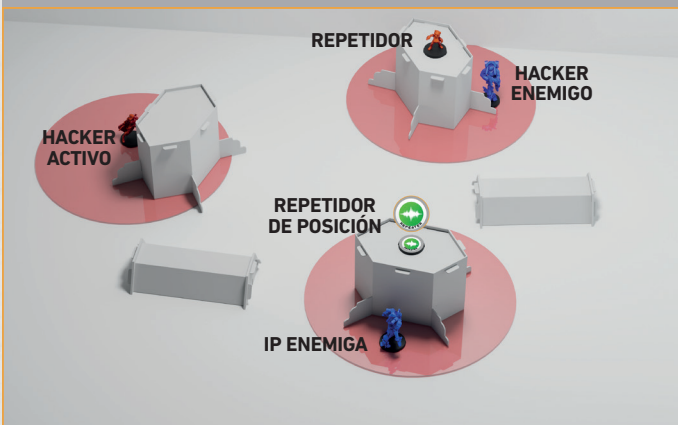 REPETIDOR
HACKER
ENEMIGO
HACKER
ACTIVO
REPETIDOR
DE POSICIÓN
IP ENEMIGA